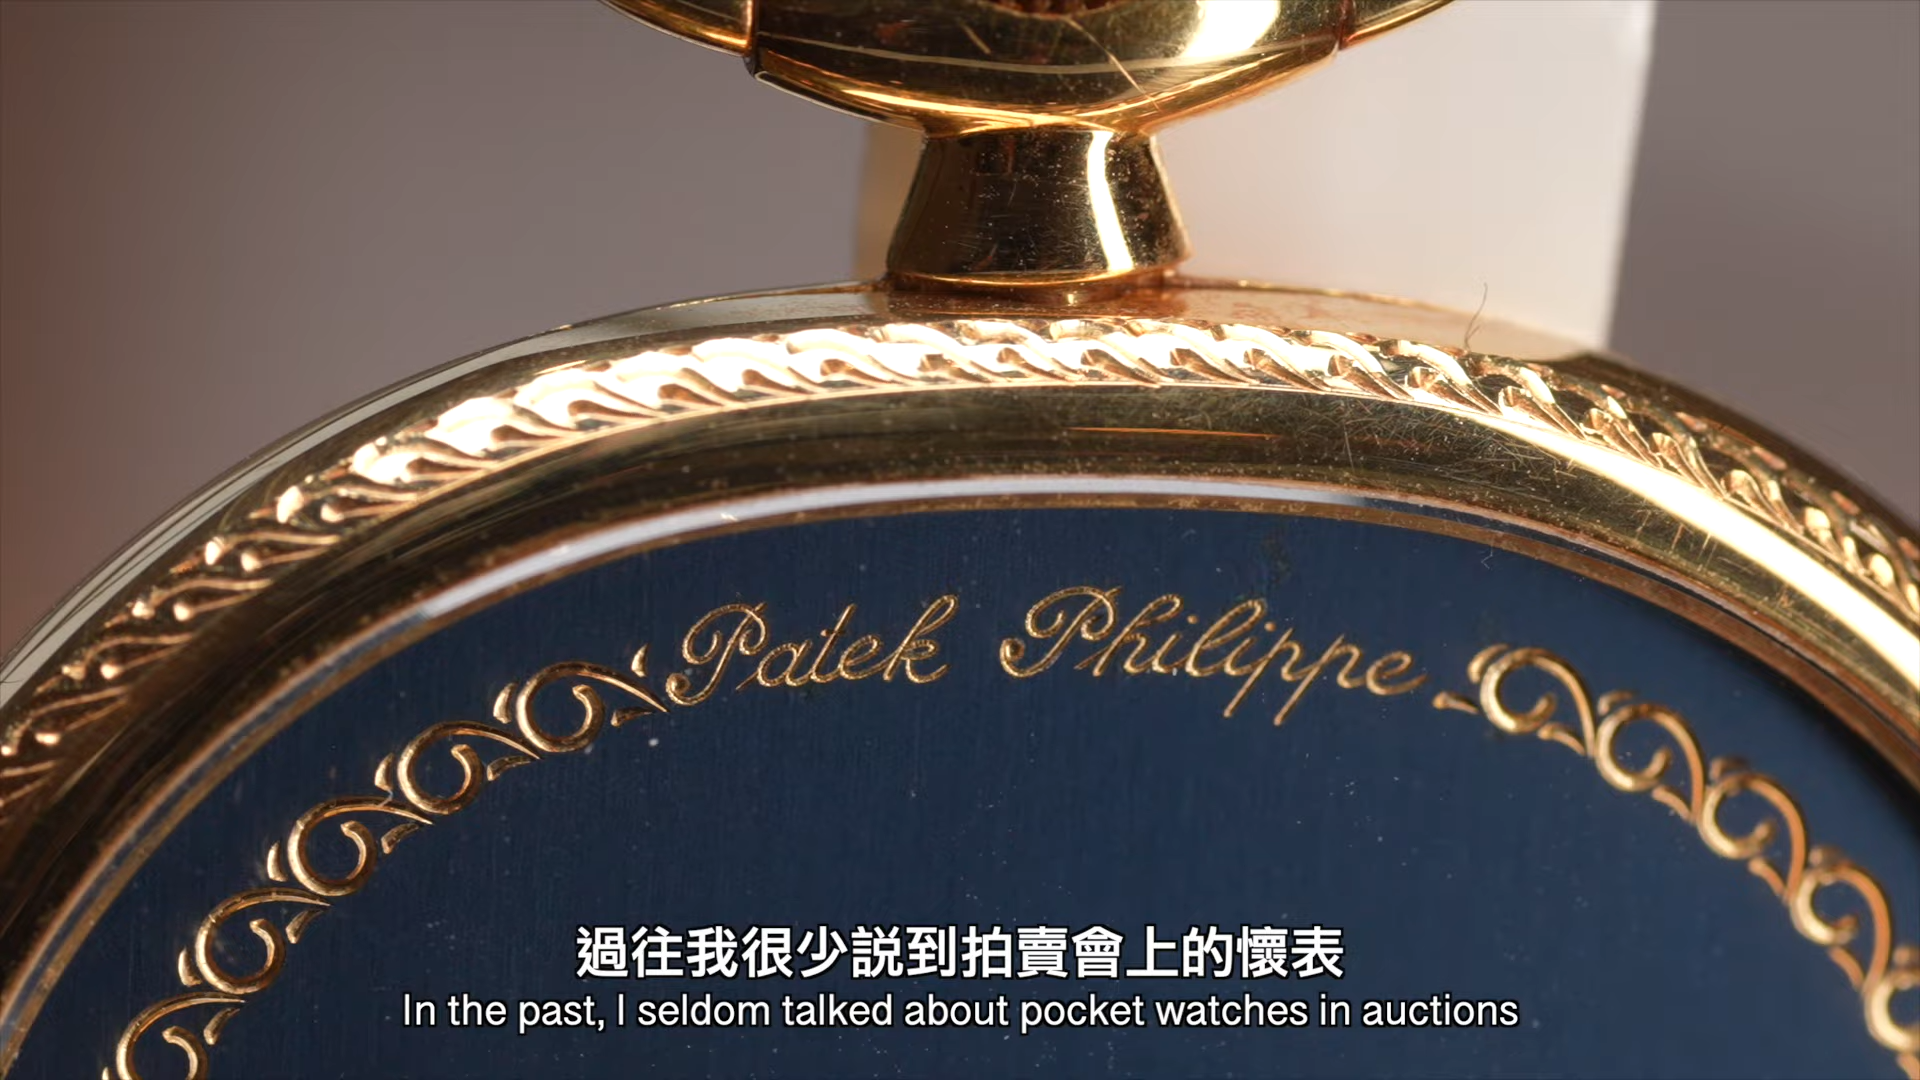 Patek Philippe
過往我很少説到拍賣會上的懷表
In the past, I seldom talked about pocket watches in auctions